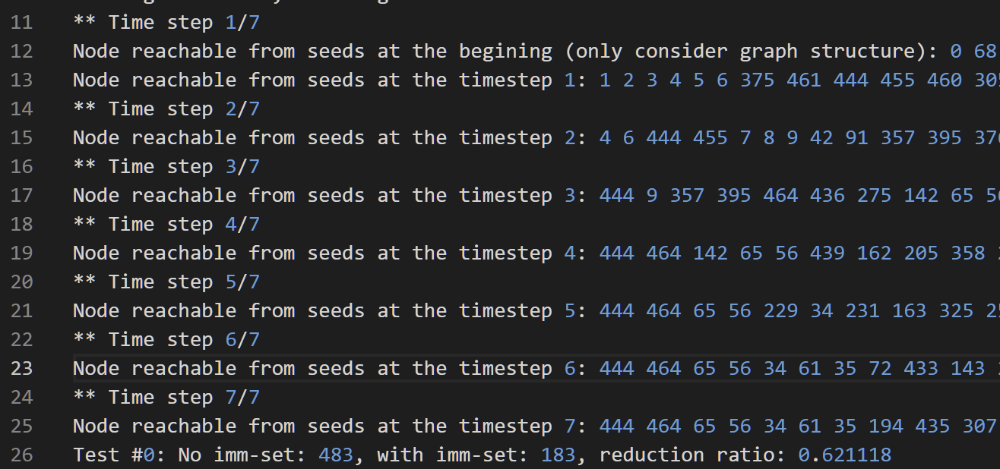 11 ** Time step 1/7
12 Node reachable from seeds at the begining (only consider graph structure): 0 68
13 Node reachable from seeds at the timestep 1: 1 2 3 4 5 6 375 461 444 455 460
14 ** Time step 2/7
15 Node reachable from seeds at the timestep 2: 4 6 444 455 7 8 9 42 91 357 395
16 ** Time step 3/7
17 Node reachable from seeds at the timestep 3: 444 9 357 395 464 436 275 142 65
18 ** Time step 4/7
19 Node reachable from seeds at the timestep 4: 444 464 142 65 56 439 162 205 358
20 ** Time step 5/7
21 Node reachable from seeds at the timestep 5: 444 464 65 56 229 34 231 163 325
22 ** Time step 6/7
23 Node reachable from seeds at the timestep 6: 444 464 65 56 34 61 35 72 433 143
24 ** Time step 7/7
25 Node reachable from seeds at the timestep 7: 444 464 65 56 34 61 35 194 435 307
26 Test #0: No imm-set: 483, with imm-set: 183, reduction ratio: 0.621118